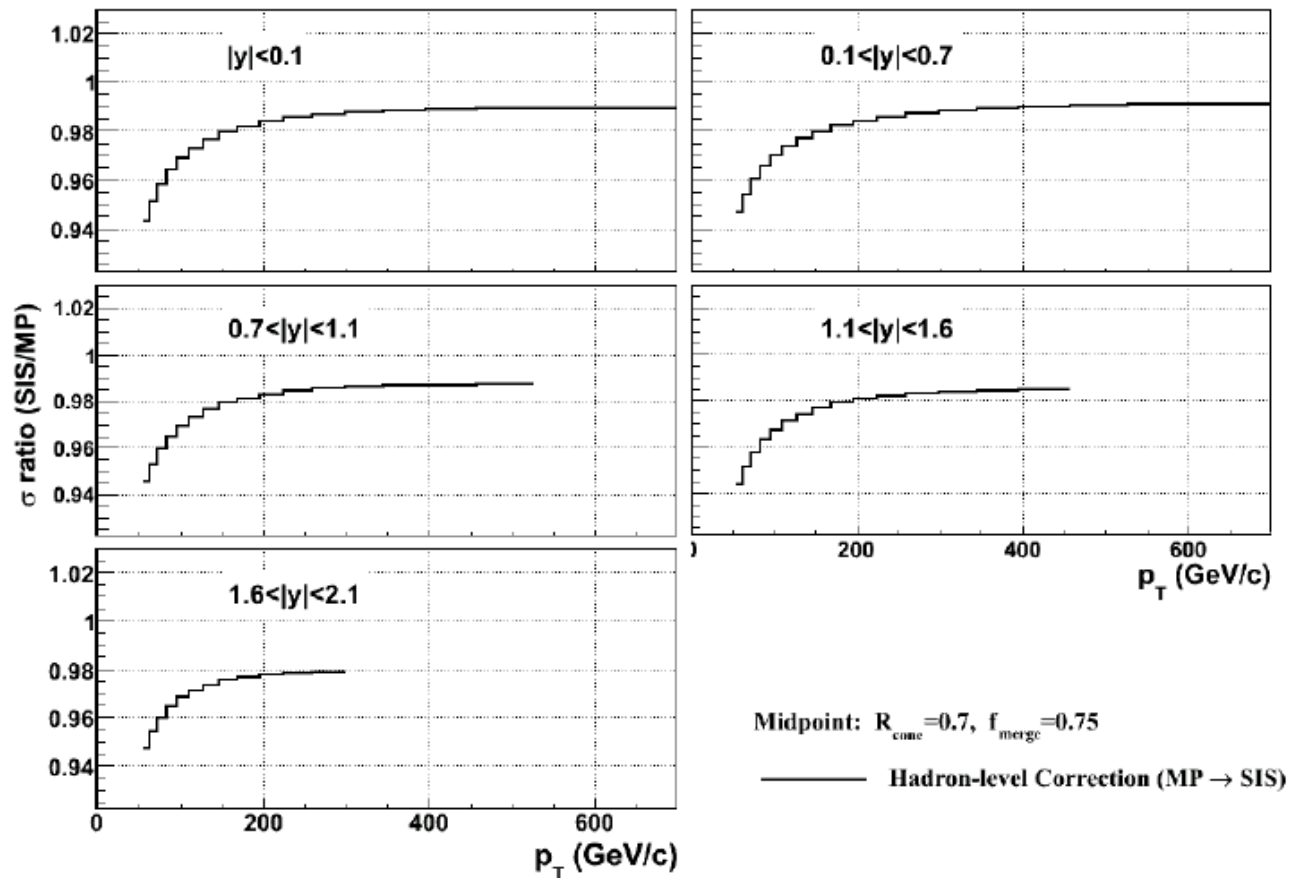 1.02
1
0.98
0.96
0.94
|y|<0.1
0.1<|y|<0.7
1.02
1
0.98
0.96
0.94
0.7<|y|<1.1
1.1<|y|<1.6
σ ratio (SIS/MP)
200
400
600
p_T (GeV/c)
1.02
1
0.98
0.96
0.94
1.6<|y|<2.1
0
200
400
600
p_T (GeV/c)
Midpoint: R_cone=0.7, f_merge=0.75
Hadron-level Correction (MP → SIS)